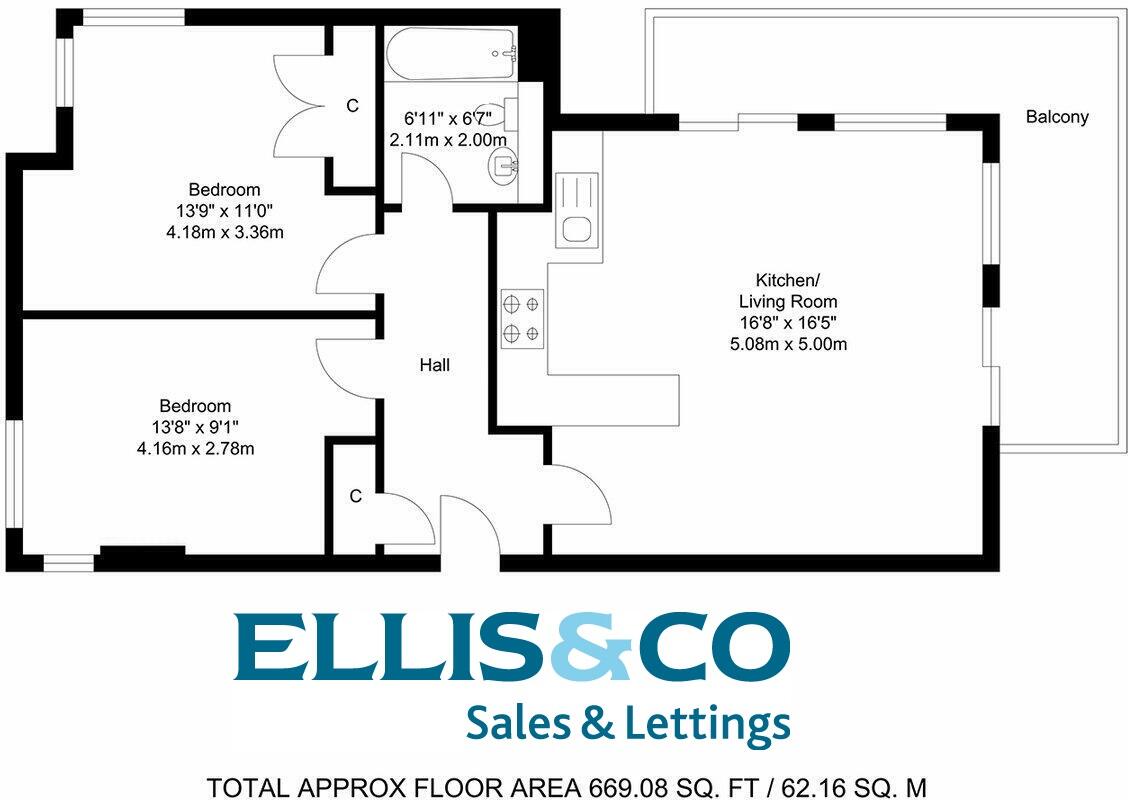 C
6'11" x 6'7"
2.11m x 2.00m
Balcony
Bedroom
13'9" x 11'0"
4.18m x 3.36m
Kitchen/
Living Room
16'8" x 16'5"
5.08m x 5.00m
Hall
Bedroom
13'8" x 9'1"
4.16m x 2.78m
C
ELLIS&CO
Sales & Lettings
TOTAL APPROX FLOOR AREA 669.08 SQ. FT / 62.16 SQ. M